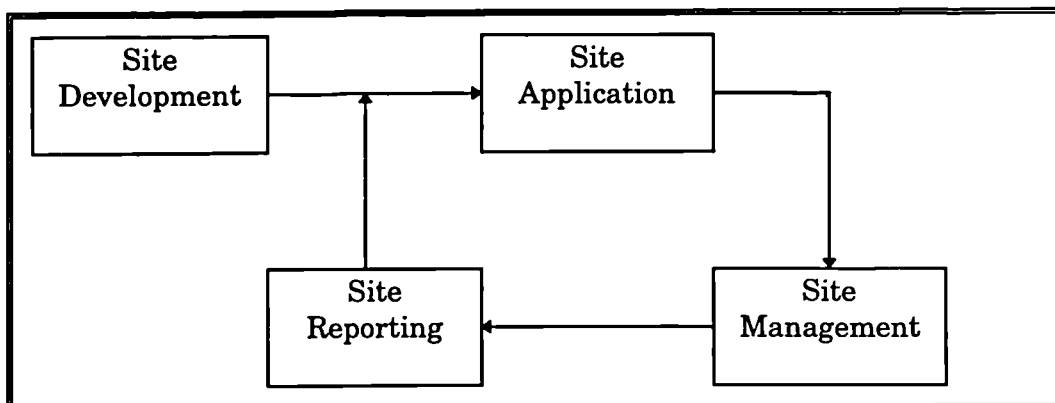 Site
Development
Site
Application
Site
Reporting
Site
Management